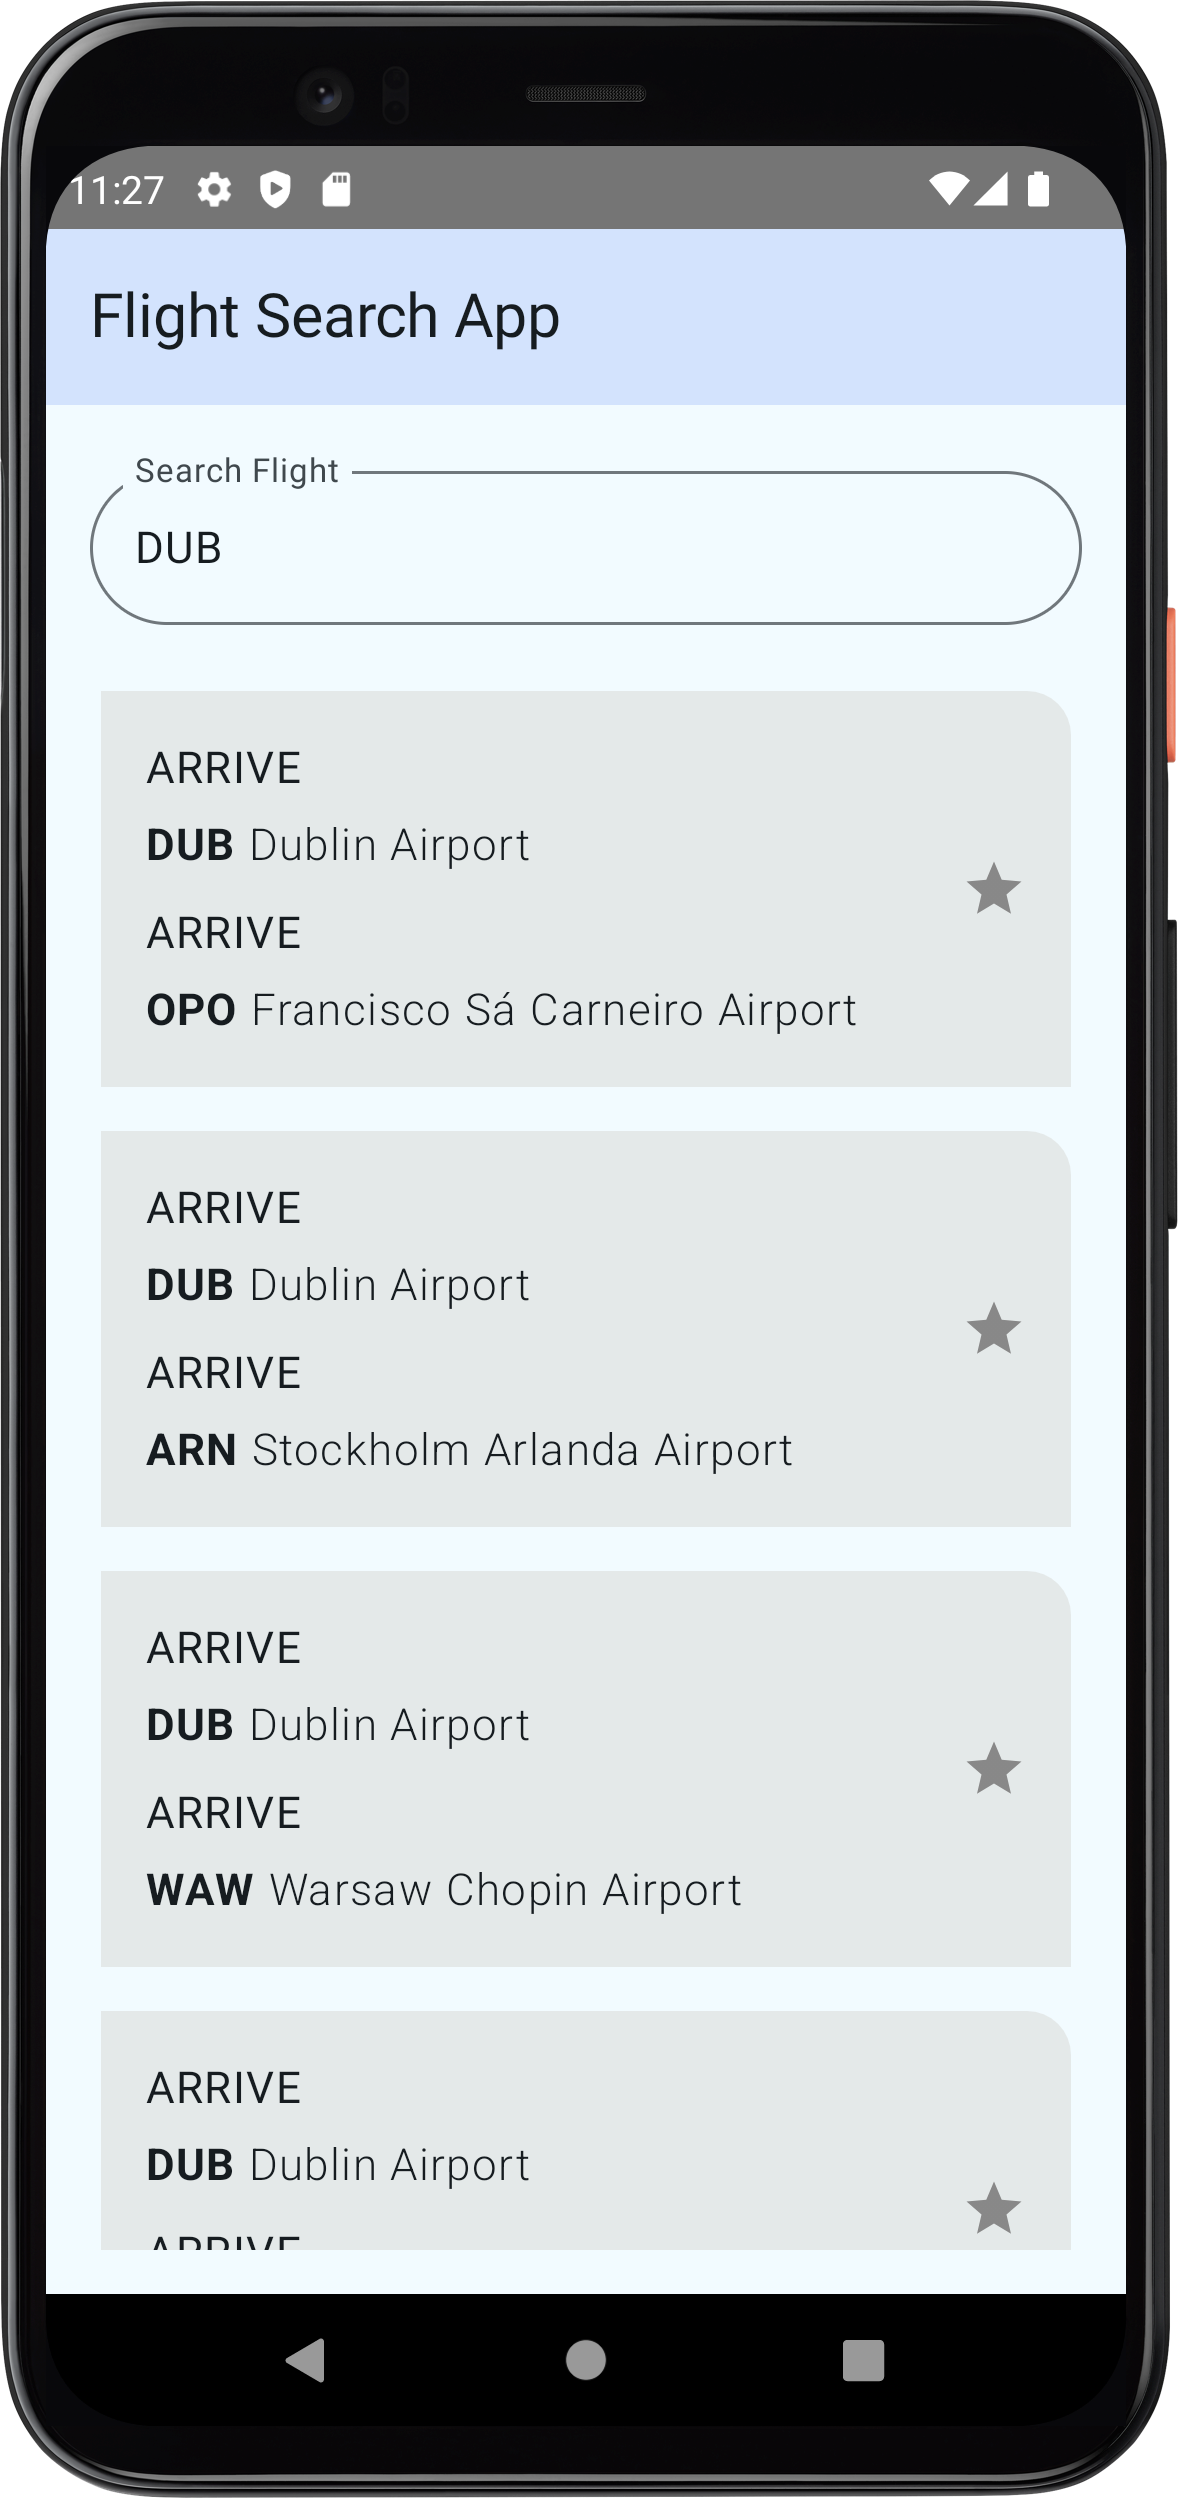 11:27
Flight Search App
Search Flight
DUB
ARRIVE
DUB Dublin Airport
ARRIVE
OPO Francisco Sá Carneiro Airport
ARRIVE
DUB Dublin Airport
ARRIVE
ARN Stockholm Arlanda Airport
ARRIVE
DUB Dublin Airport
ARRIVE
WAW Warsaw Chopin Airport
ARRIVE
DUB Dublin Airport
ARRIVE